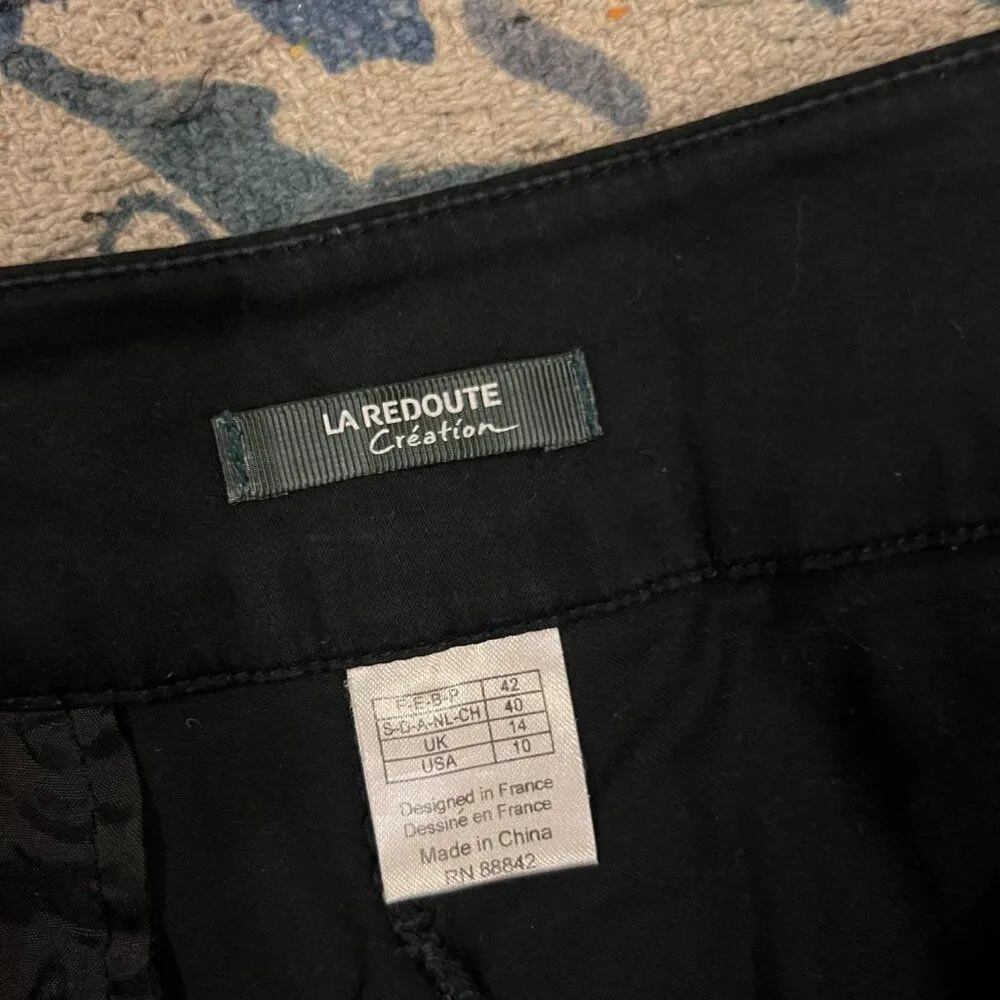 LA REDOUTE
Création
F-E-B-P 42
S-D-A-NL-CH 40
UK 14
USA 10
Designed in France
Dessiné en France
Made in China
RN 88842